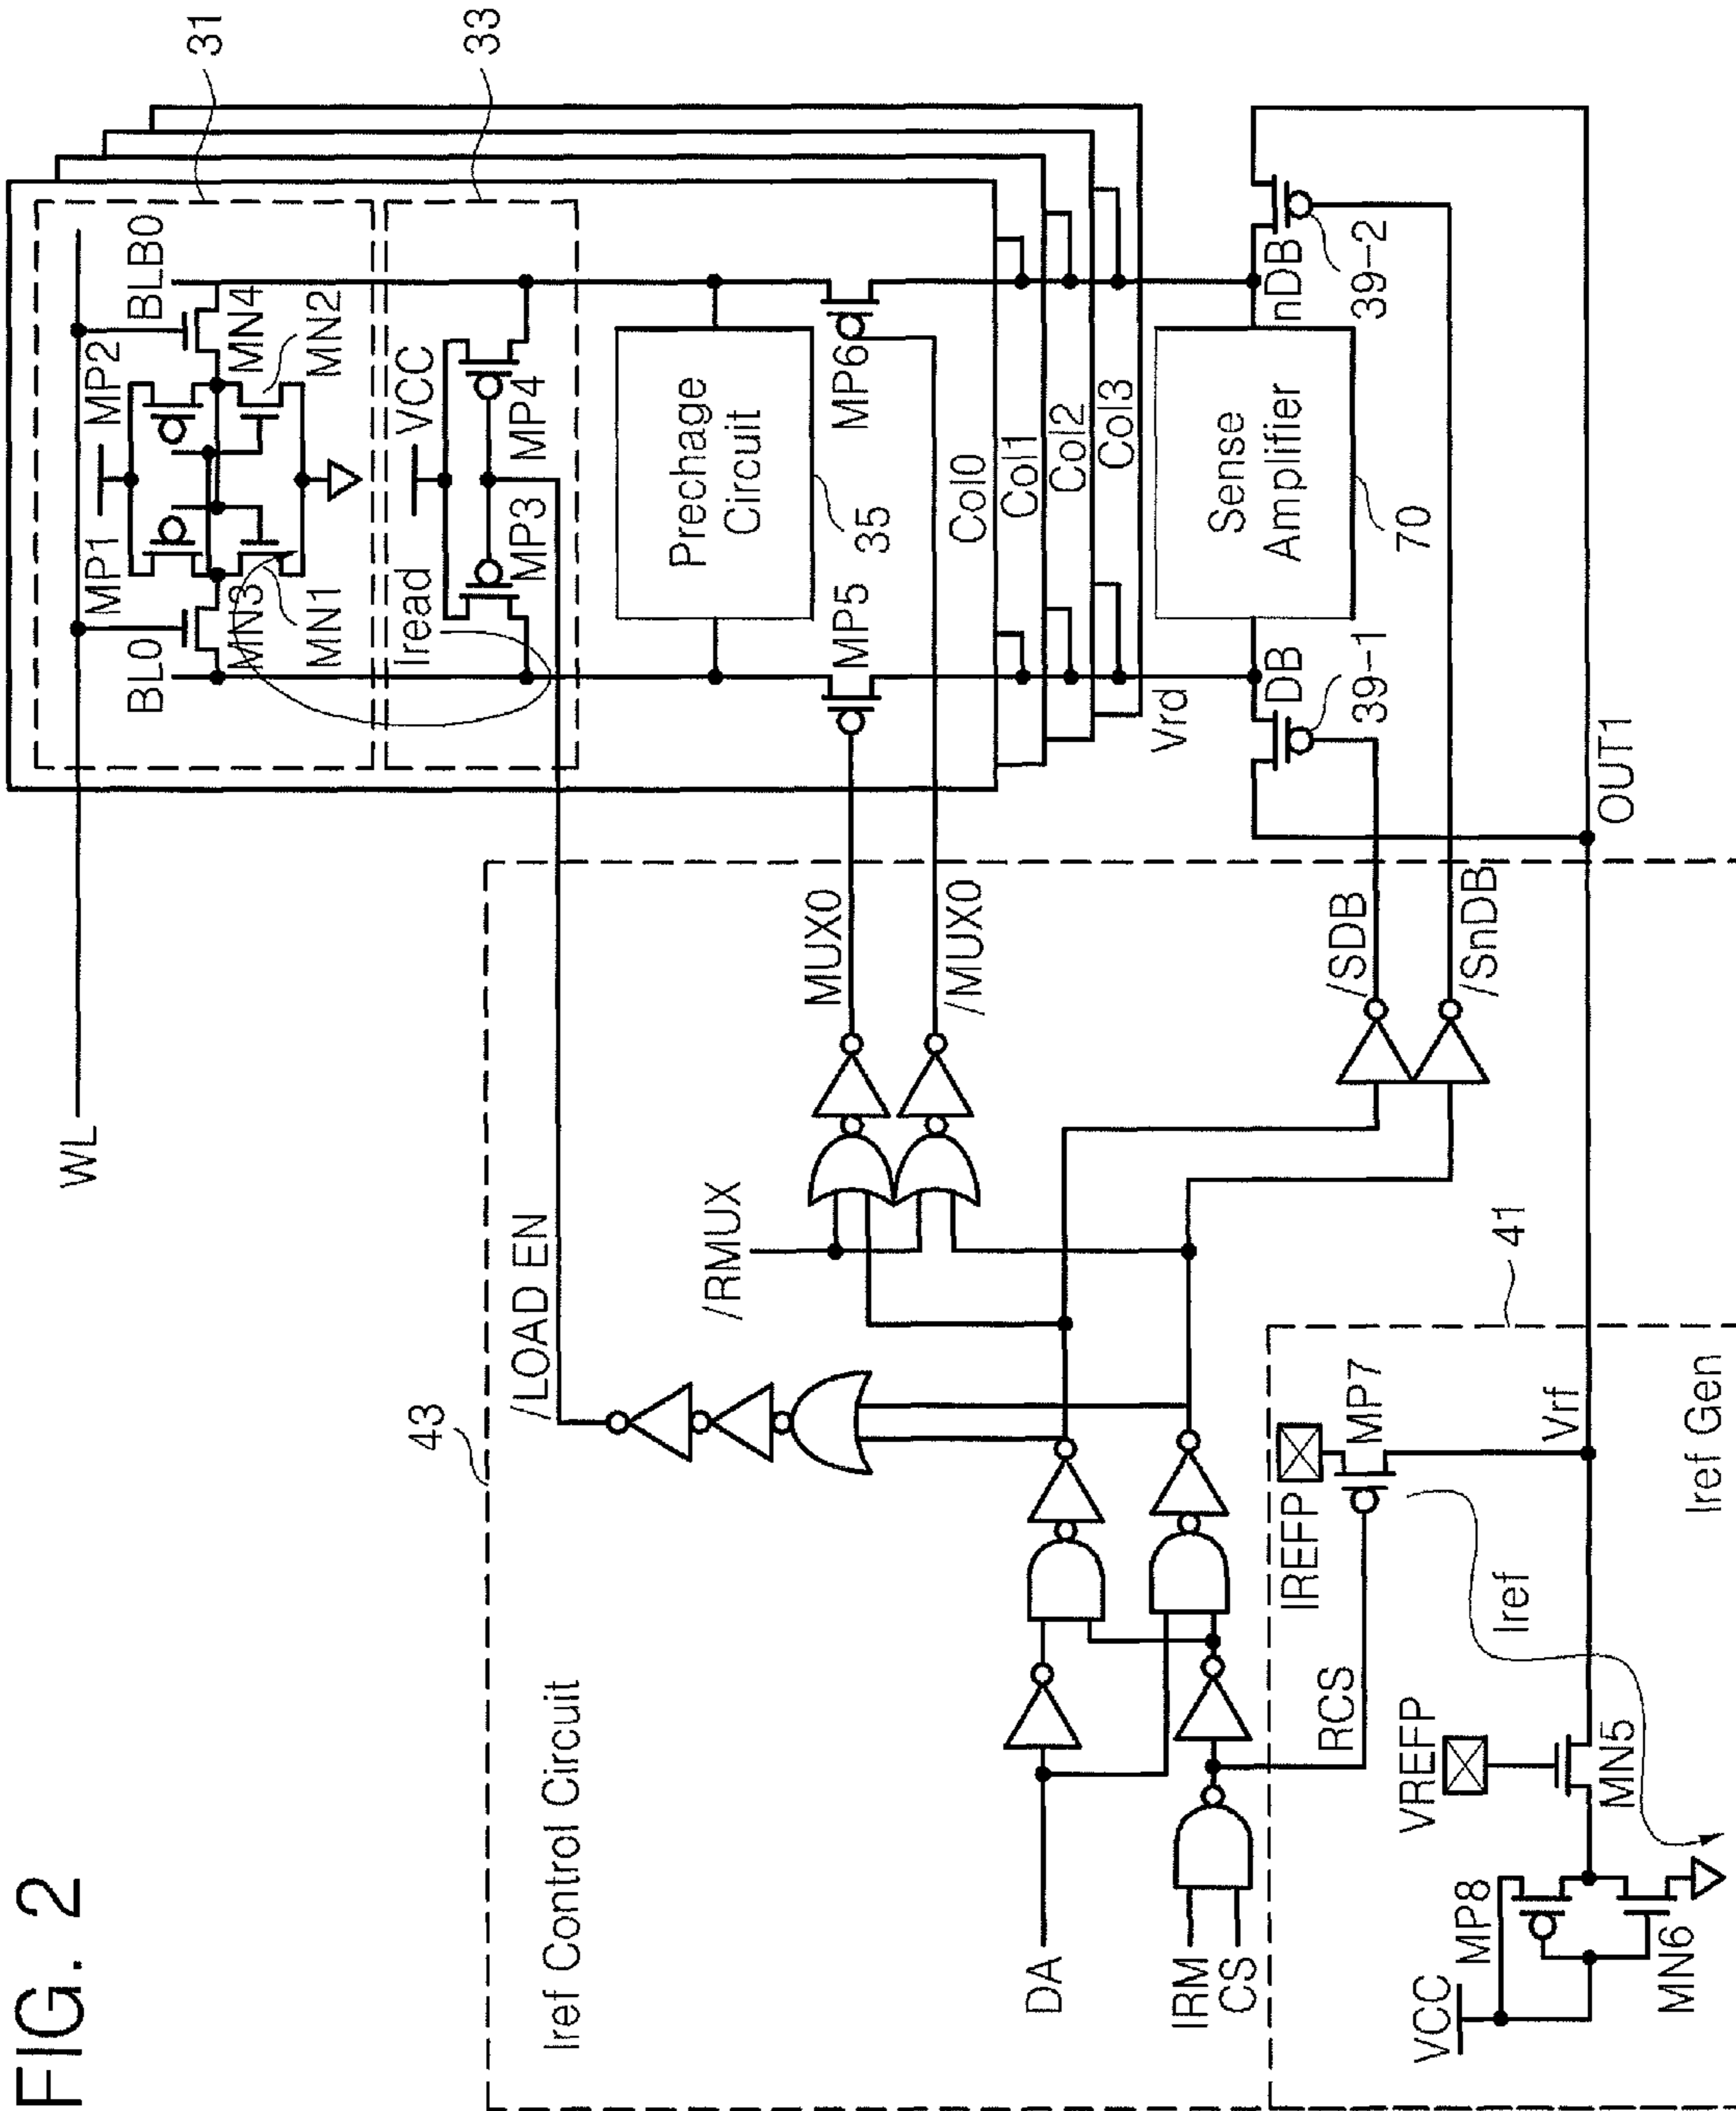 FIG. 2
WL
31
33
BL0
MP1
MP2
BLB0
MN3
MN1
MN4
MN2
Iread
VCC
MP3
MP4
Prechage
Circuit
35
MP5
MP6
Col0
Col1
Col2
Col3
Vrd
DB
Sense
Amplifier
70
nDB
39-1
39-2
OUT1
43
Iref Control Circuit
/LOAD EN
/RMUX
MUX0
/MUX0
/SDB
/SnDB
DA
IRM
CS
RCS
41
IREFP
MP7
Iref
Vrf
VREFP
MN5
VCC
MP8
MN6
Iref Gen